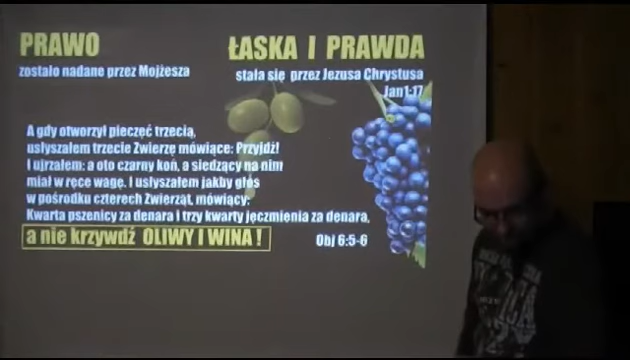 PRAWO
zostało nadane przez Mojżesza
ŁASKA I PRAWDA
stała się przez Jezusa Chrystusa
Jan1:17
A gdy otworzył pieczęć trzecią,
usłyszałem trzecie Zwierzę mówiące: Przyjdź!
I ujrzałem: a oto czarny koń, a siedzący na nim
miał w ręce wagę. I usłyszałem jakby głos
w pośrodku czterech Zwierząt, mówiący:
Kwarta pszenicy za denara i trzy kwarty jęczmienia za denara,
a nie krzywdź OLIWY I WINA !
Obj 6:5-6